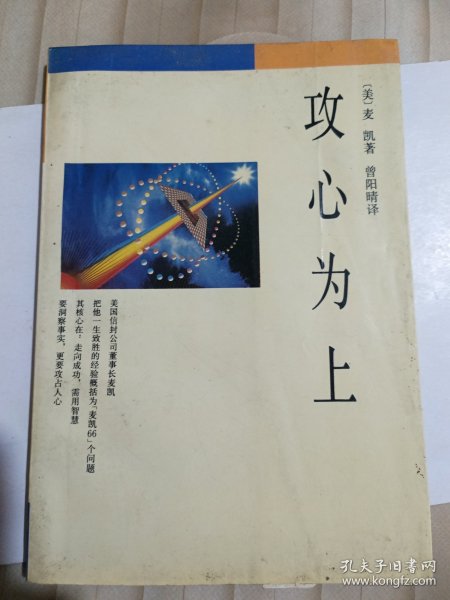 〔美〕麦 凯著 曾阳晴译
攻心为上
美国信封公司董事长麦凯
把他一生致胜的经验概括为“麦凯66”个问题
其核心在：走向成功，需用智慧
要洞察事实，更要攻占人心
孔夫子旧书网
www.kongfz.com